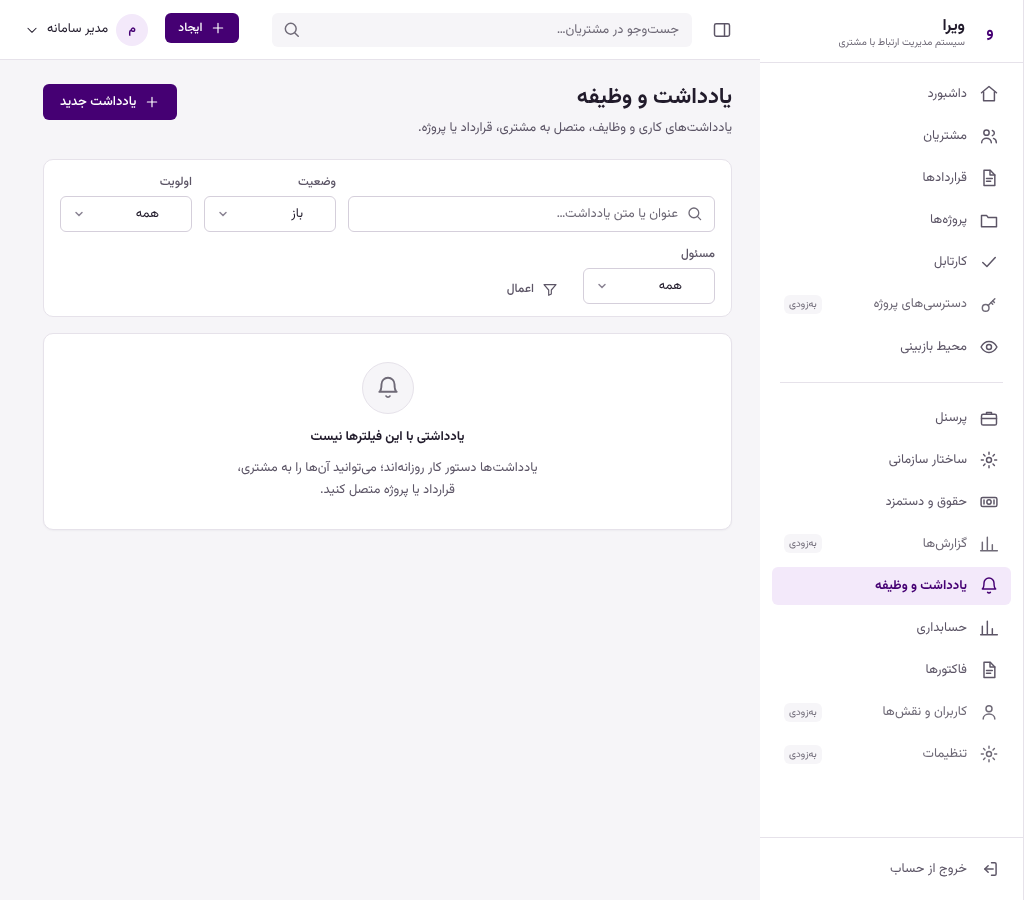 و
ویرا
سیستم مدیریت ارتباط با مشتری
داشبورد
مشتریان
قراردادها
پروژه‌ها
کارتابل
دسترسی‌های پروژه
به‌زودی
محیط بازبینی
پرسنل
ساختار سازمانی
حقوق و دستمزد
گزارش‌ها
به‌زودی
یادداشت و وظیفه
حسابداری
فاکتورها
کاربران و نقش‌ها
به‌زودی
تنظیمات
به‌زودی
خروج از حساب
جست‌وجو در مشتریان…
ایجاد
م
مدیر سامانه
یادداشت و وظیفه
یادداشت‌های کاری و وظایف، متصل به مشتری، قرارداد یا پروژه.
یادداشت جدید
عنوان یا متن یادداشت…
وضعیت
باز
اولویت
همه
مسئول
همه
اعمال
یادداشتی با این فیلترها نیست
یادداشت‌ها دستور کار روزانه‌اند؛ می‌توانید آن‌ها را به مشتری،
قرارداد یا پروژه متصل کنید.